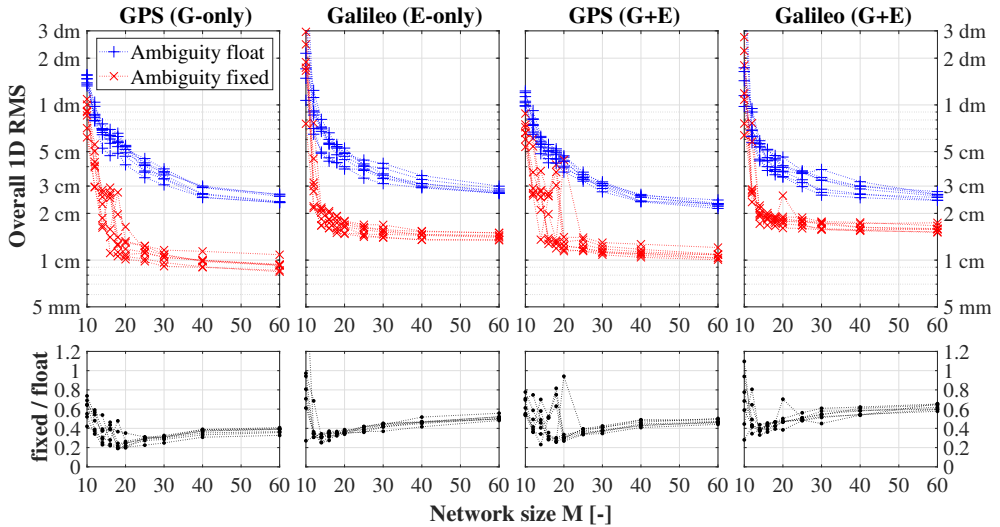 GPS (G-only) Galileo (E-only) GPS (G+E) Galileo (G+E)
3 dm 3 dm
2 dm 2 dm
1 dm 1 dm
5 cm 5 cm
3 cm 3 cm
2 cm 2 cm
1 cm 1 cm
5 mm 5 mm
Overall 1D RMS
Ambiguity float
Ambiguity fixed
10 20 30 40 50 60 10 20 30 40 50 60 10 20 30 40 50 60 10 20 30 40 50 60
1.2 1.2
1 1
0.8 0.8
0.6 0.6
0.4 0.4
0.2 0.2
0 0
fixed / float
10 20 30 40 50 60 10 20 30 40 50 60 10 20 30 40 50 60 10 20 30 40 50 60
Network size M [-]